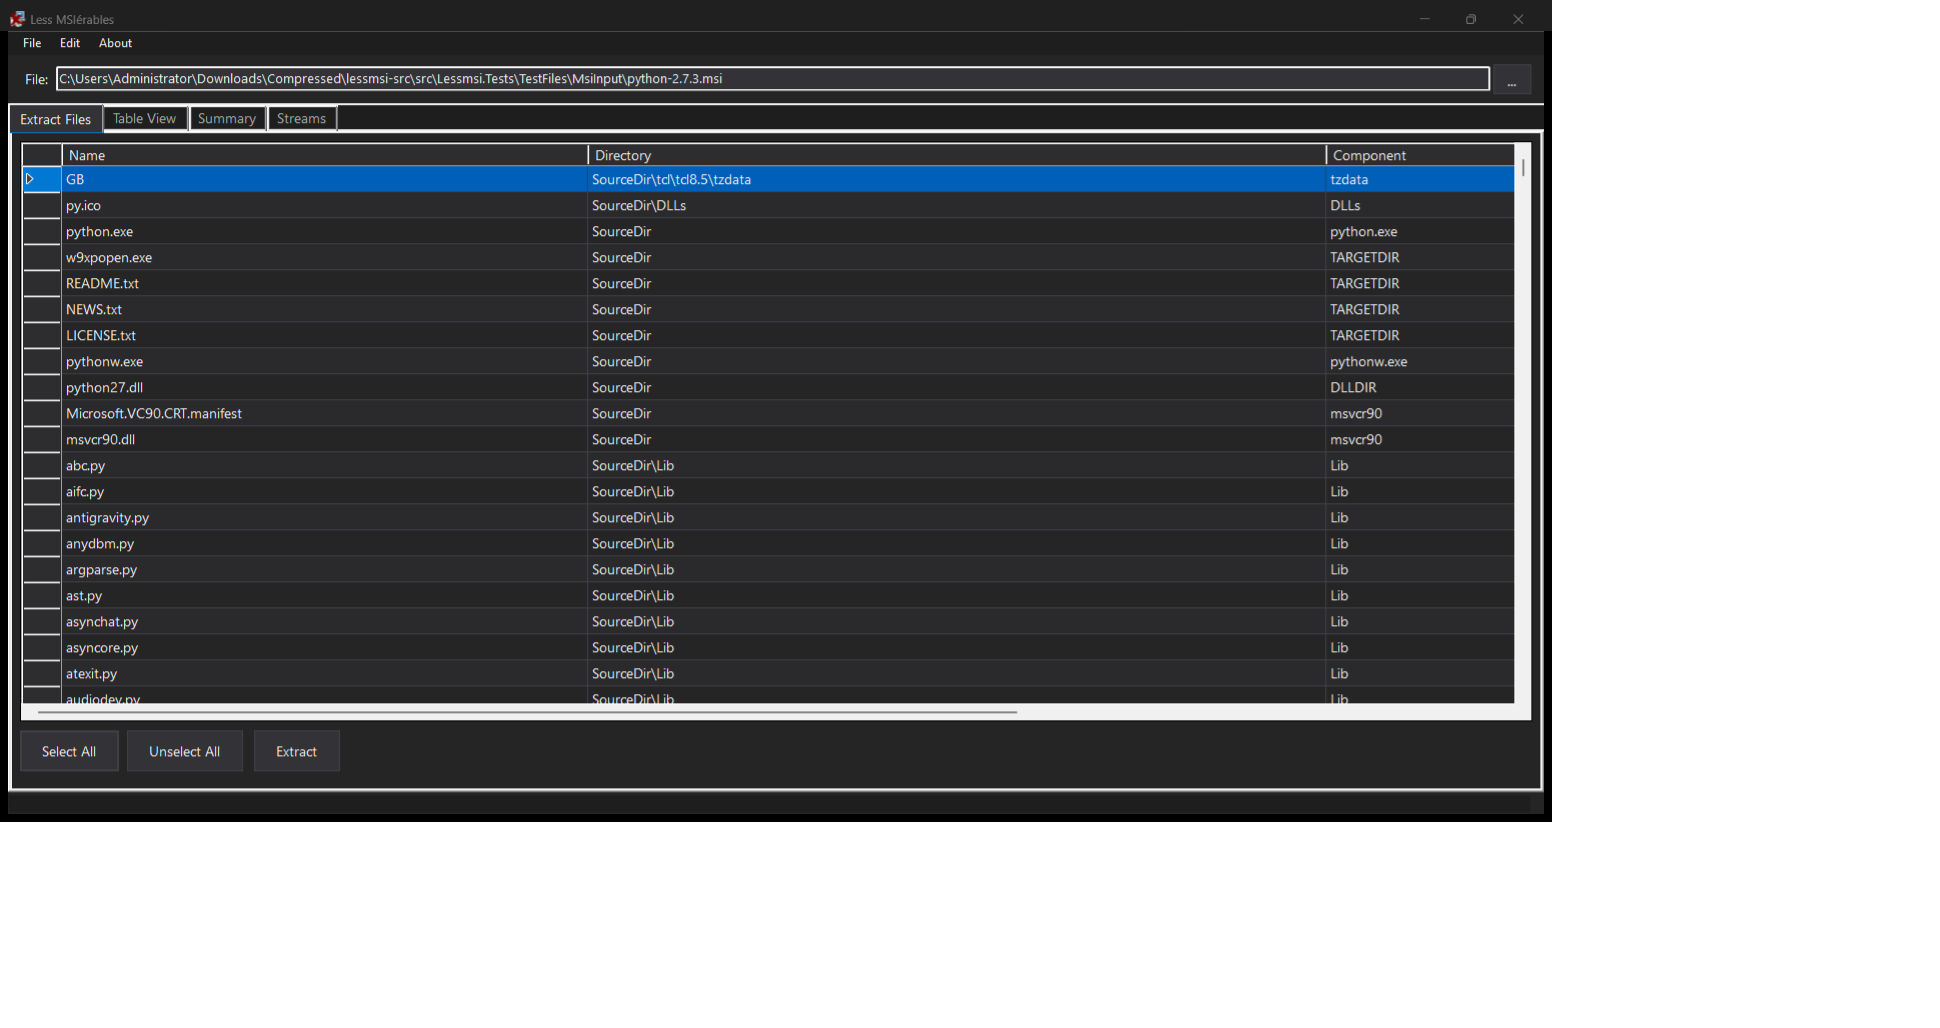 Less MSIérables
File Edit About
File: C:\Users\Administrator\Downloads\Compressed\lessmsi-src\src\Lessmsi.Tests\TestFiles\MsiInput\python-2.7.3.msi ...
Extract Files Table View Summary Streams
Name Directory Component
GB SourceDir\tcl\tcl8.5\tzdata tzdata
py.ico SourceDir\DLLs DLLs
python.exe SourceDir python.exe
w9xpopen.exe SourceDir TARGETDIR
README.txt SourceDir TARGETDIR
NEWS.txt SourceDir TARGETDIR
LICENSE.txt SourceDir TARGETDIR
pythonw.exe SourceDir pythonw.exe
python27.dll SourceDir DLLDIR
Microsoft.VC90.CRT.manifest SourceDir msvcr90
msvcr90.dll SourceDir msvcr90
abc.py SourceDir\Lib Lib
aifc.py SourceDir\Lib Lib
antigravity.py SourceDir\Lib Lib
anydbm.py SourceDir\Lib Lib
argparse.py SourceDir\Lib Lib
ast.py SourceDir\Lib Lib
asynchat.py SourceDir\Lib Lib
asyncore.py SourceDir\Lib Lib
atexit.py SourceDir\Lib Lib
audiodev.py SourceDir\Lib Lib
Select All Unselect All Extract